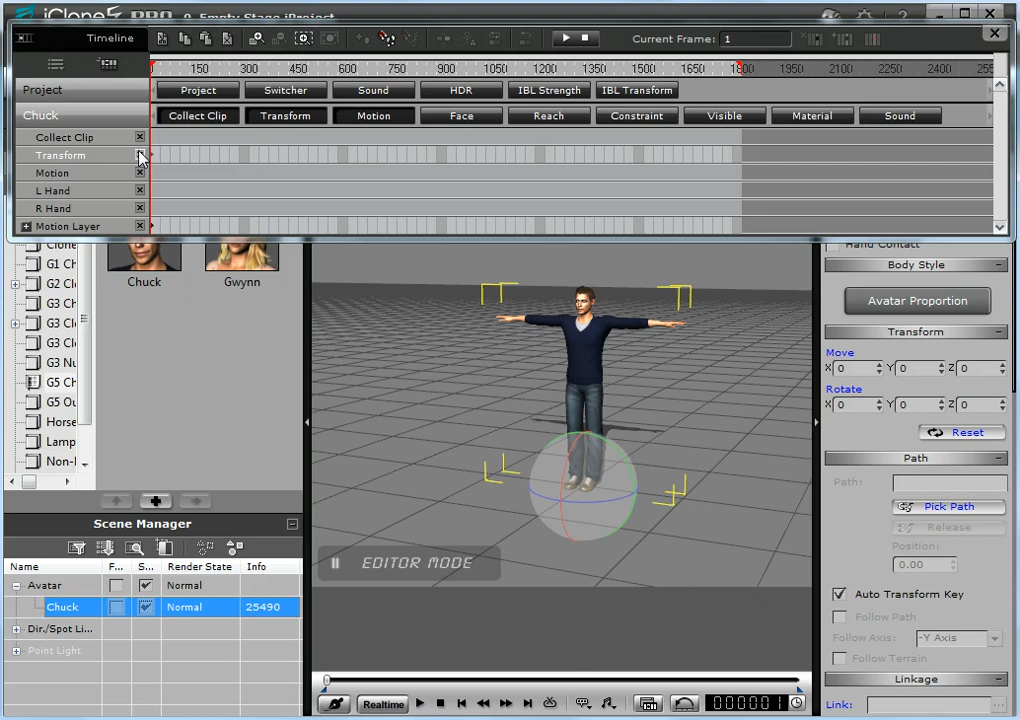 iClone5 PRO 0_Empty Stage.iProject
Timeline
Current Frame: 1
150 300 450 600 750 900 1050 1200 1350 1500 1650 1800 1950 2100 2250 2400 255
Project Project Switcher Sound HDR IBL Strength IBL Transform
Chuck Collect Clip Transform Motion Face Reach Constraint Visible Material Sound
Collect Clip
Transform
Motion
L Hand
R Hand
Motion Layer
Clone
G1 Ch
G2 Cl
G3 Ch
G3 Cl
G3 Cl
G3 Nu
G5 Ch
G5 Ou
Horse
Lamp
Non-I
Chuck Gwynn
Hand Contact
Body Style
Avatar Proportion
Transform
Move
X 0 Y 0 Z 0
Rotate
X 0 Y 0 Z 0
Reset
Path
Path:
Pick Path
Release
Position:
0.00
Auto Transform Key
Follow Path
Follow Axis: -Y Axis
Follow Terrain
Linkage
Link:
EDITOR MODE
Scene Manager
Name F... S... Render State Info
Avatar Normal
Chuck Normal 25490
Dir./Spot Li...
Point Light
Realtime
000001